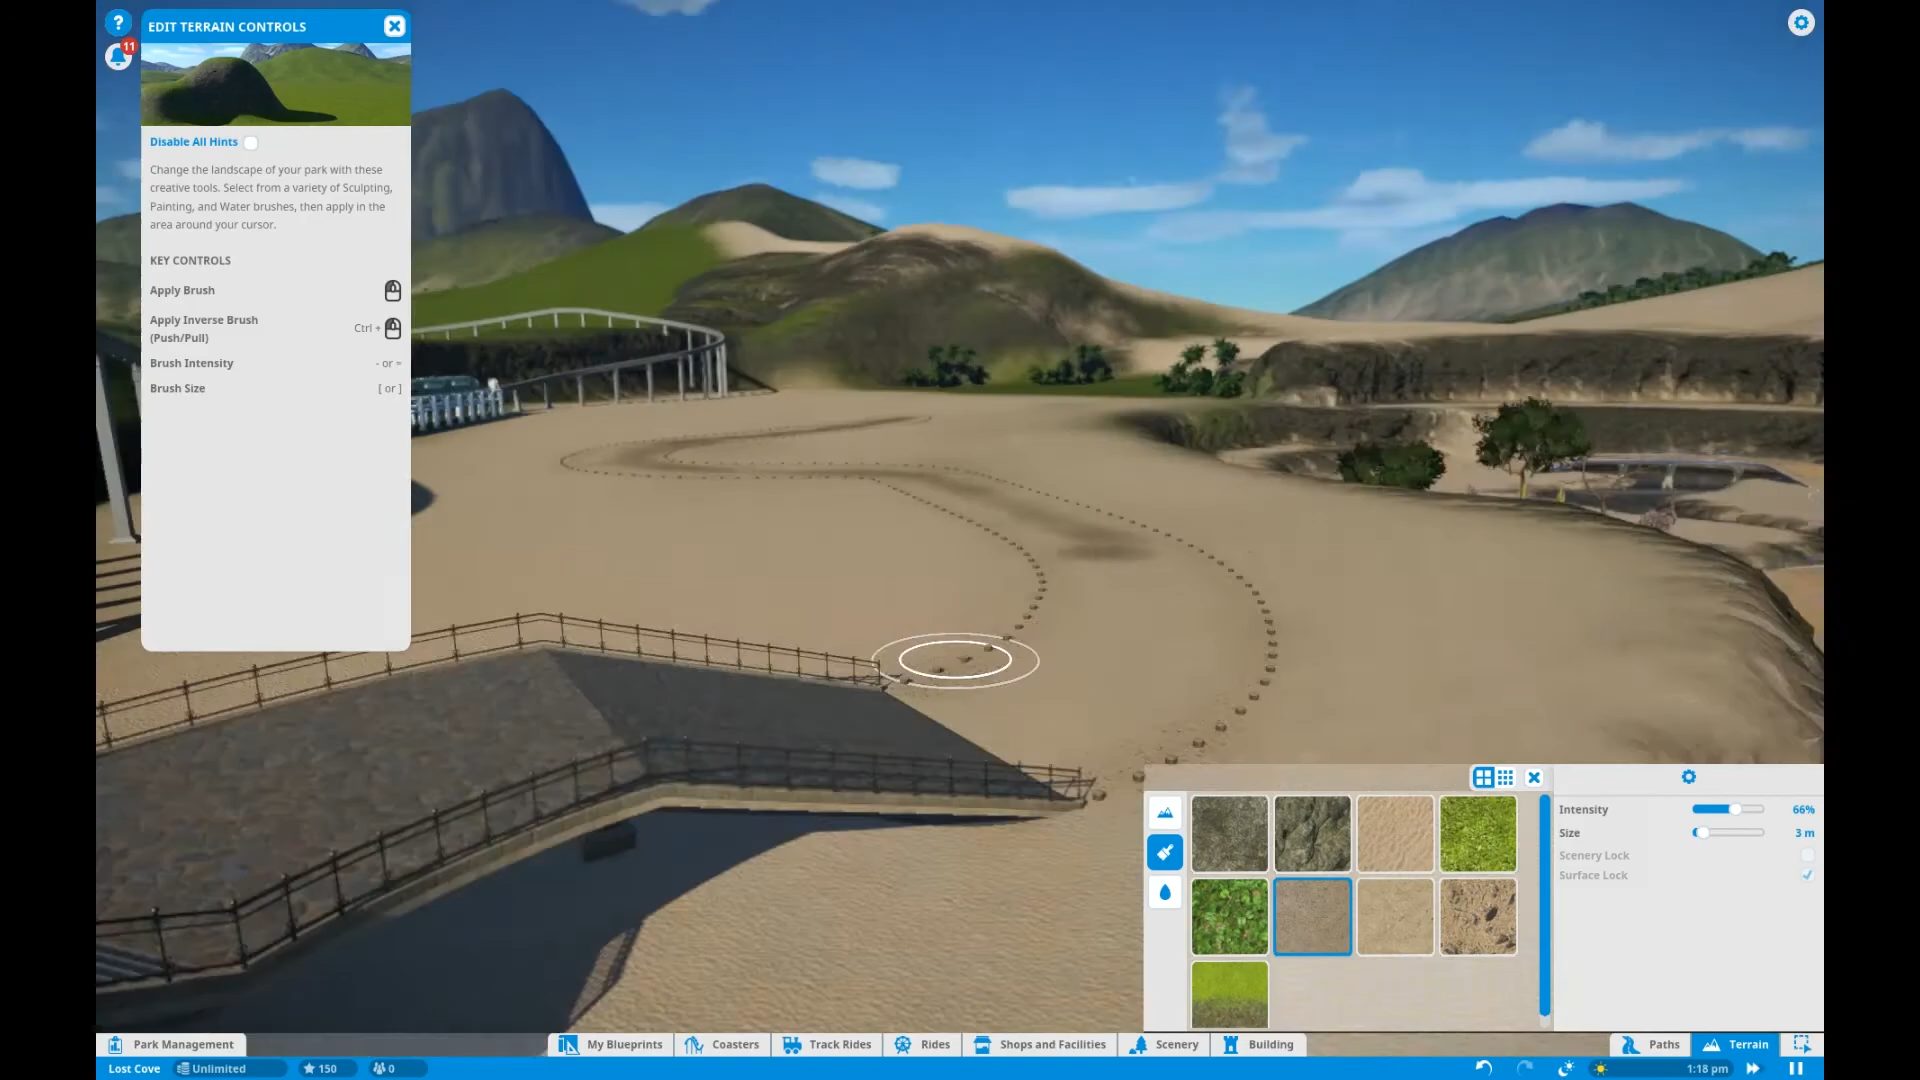 ?
11
EDIT TERRAIN CONTROLS
Disable All Hints
Change the landscape of your park with these
creative tools. Select from a variety of Sculpting,
Painting, and Water brushes, then apply in the
area around your cursor.
KEY CONTROLS
Apply Brush
Apply Inverse Brush
(Push/Pull)
Ctrl +
Brush Intensity
- or =
Brush Size
[ or ]
Intensity
66%
Size
3 m
Scenery Lock
Surface Lock
Park Management
My Blueprints
Coasters
Track Rides
Rides
Shops and Facilities
Scenery
Building
Paths
Terrain
Lost Cove
Unlimited
150
0
1:18 pm